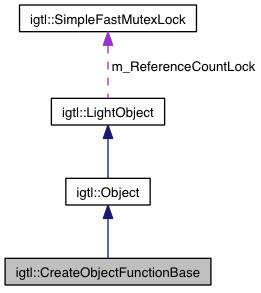 igtl::SimpleFastMutexLock
m_ReferenceCountLock
igtl::LightObject
igtl::Object
igtl::CreateObjectFunctionBase